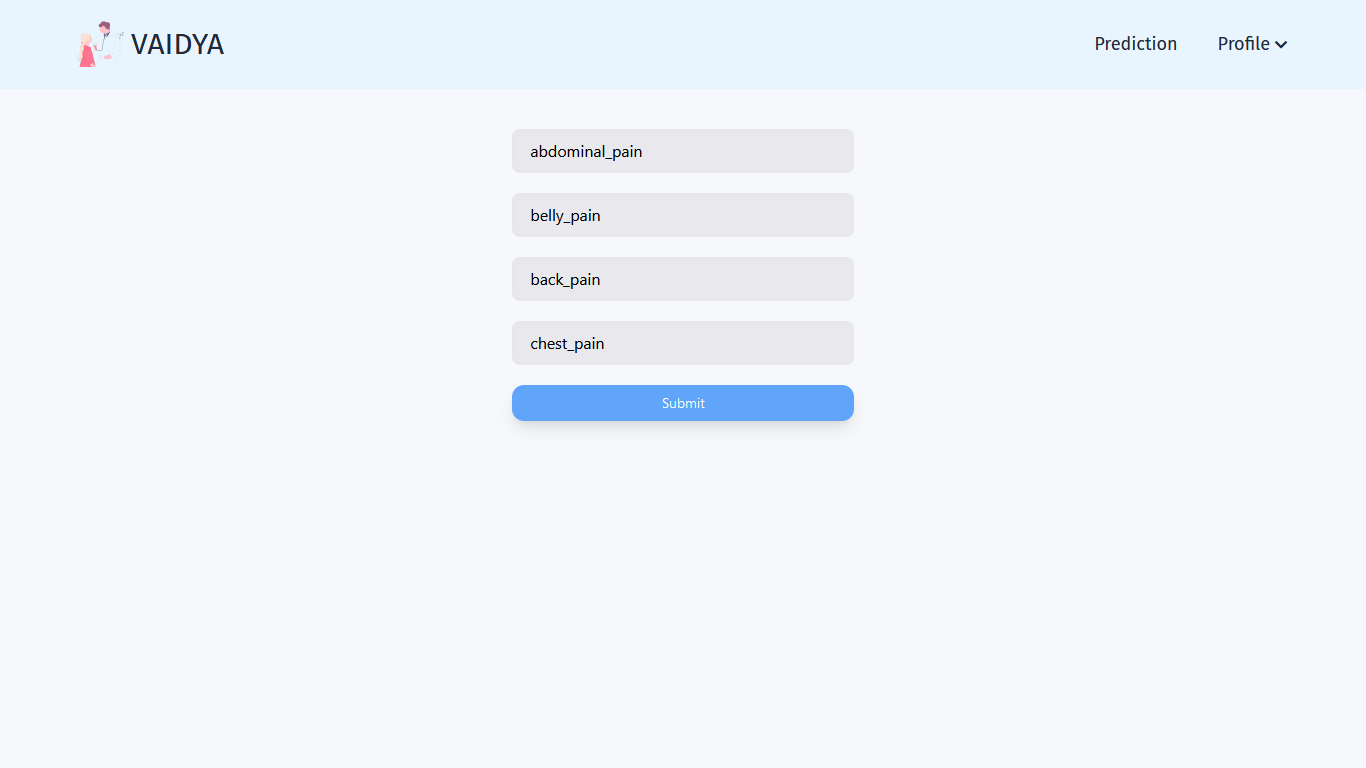 VAIDYA
Prediction
Profile
abdominal_pain
belly_pain
back_pain
chest_pain
Submit